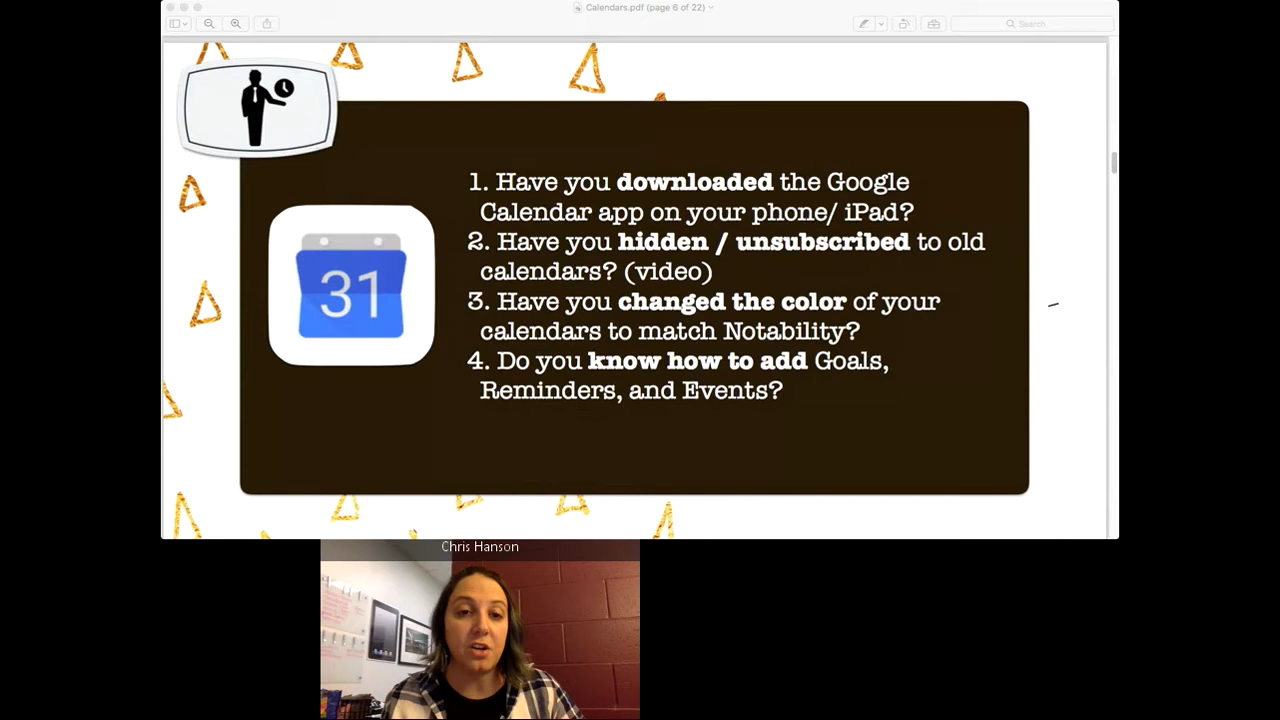 Calendars.pdf (page 6 of 22)
Search
1. Have you downloaded the Google
Calendar app on your phone/ iPad?
2. Have you hidden / unsubscribed to old
calendars? (video)
3. Have you changed the color of your
calendars to match Notability?
4. Do you know how to add Goals,
Reminders, and Events?
31
Chris Hanson